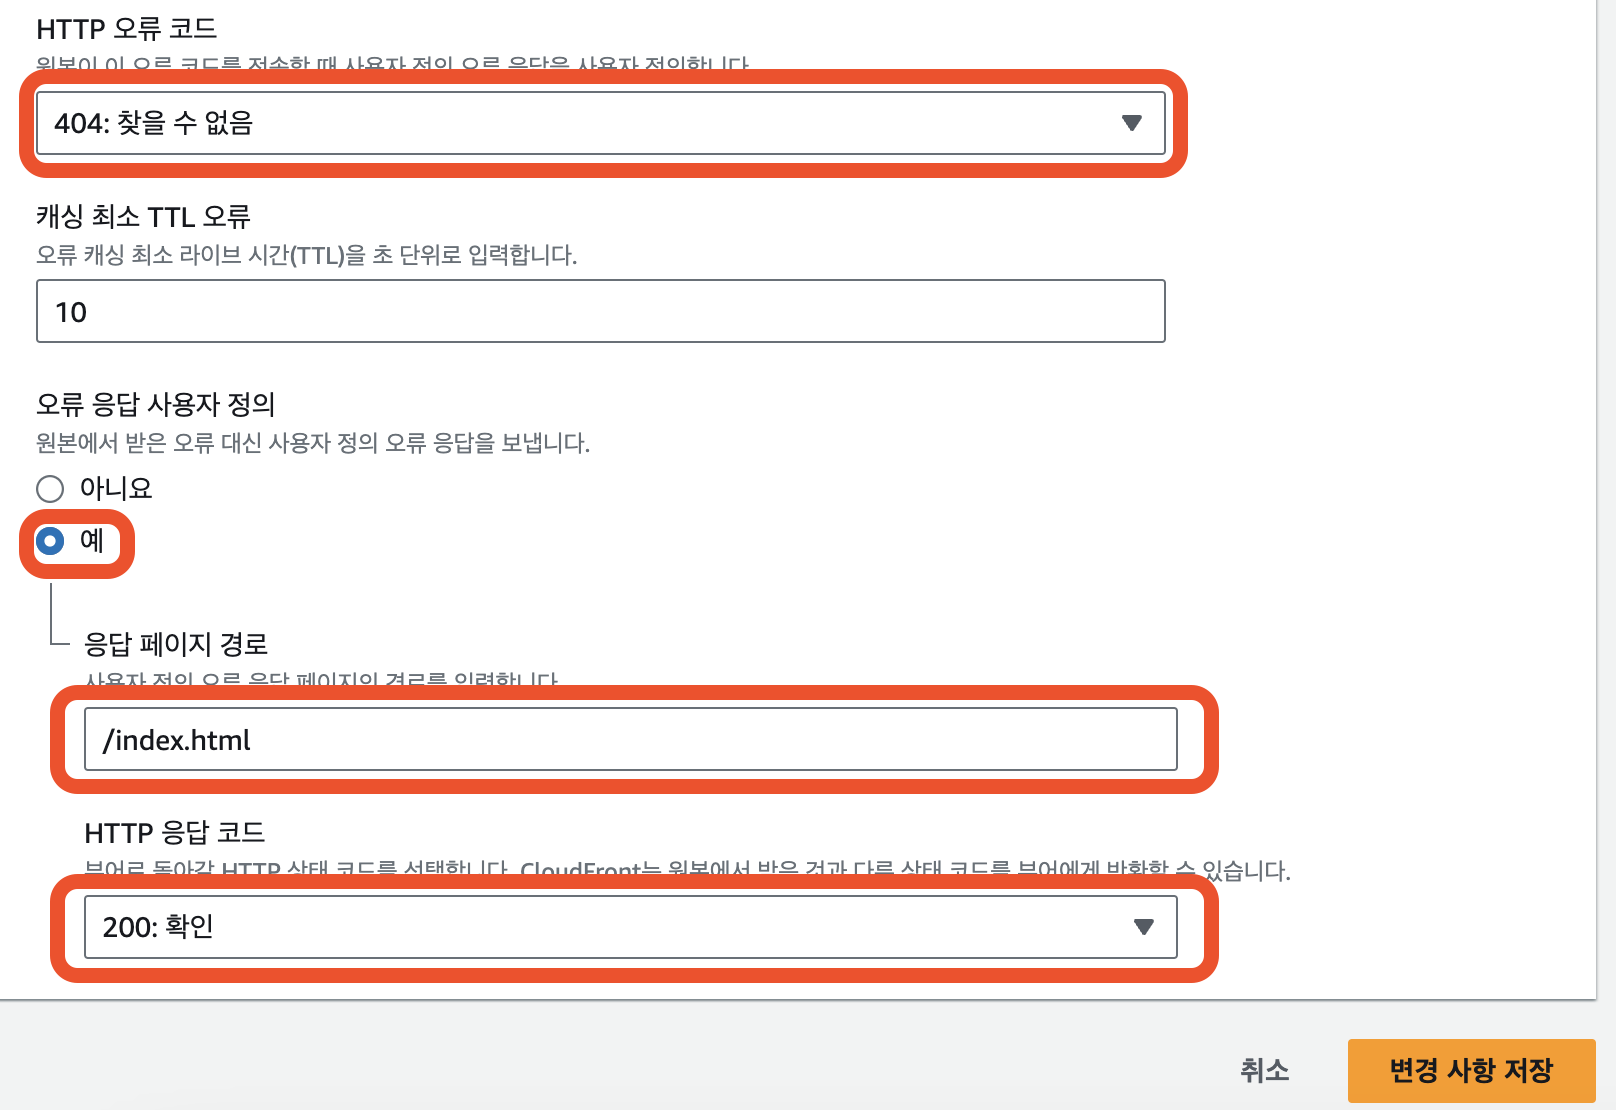 HTTP 오류 코드
원본이 이 오류 코드를 전송할 때 사용자 정의 오류 응답을 사용자 정의합니다.
404: 찾을 수 없음
캐싱 최소 TTL 오류
오류 캐싱 최소 라이브 시간(TTL)을 초 단위로 입력합니다.
10
오류 응답 사용자 정의
원본에서 받은 오류 대신 사용자 정의 오류 응답을 보냅니다.
아니요
예
응답 페이지 경로
사용자 정의 오류 응답 페이지의 경로를 입력합니다.
/index.html
HTTP 응답 코드
뷰어로 돌아갈 HTTP 상태 코드를 선택합니다. CloudFront는 원본에서 받은 것과 다른 상태 코드를 뷰어에게 반환할 수 있습니다.
200: 확인
취소
변경 사항 저장